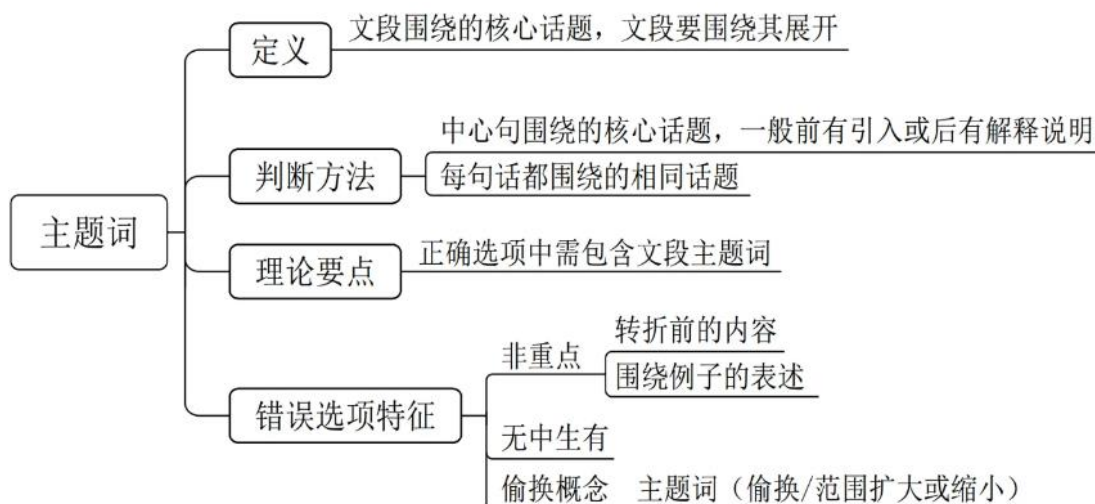 主题词
定义
文段围绕的核心话题，文段要围绕其展开
判断方法
中心句围绕的核心话题，一般前有引入或后有解释说明
每句话都围绕的相同话题
理论要点
正确选项中需包含文段主题词
错误选项特征
非重点
转折前的内容
围绕例子的表述
无中生有
偷换概念 主题词（偷换/范围扩大或缩小）